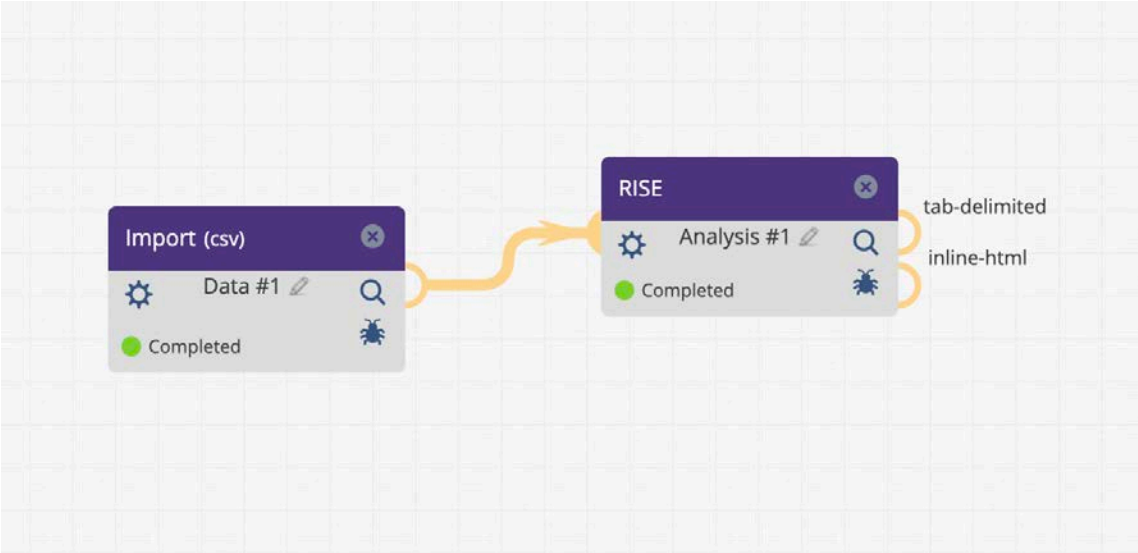 Import (csv)
Data #1
Completed
RISE
Analysis #1
Completed
tab-delimited
inline-html